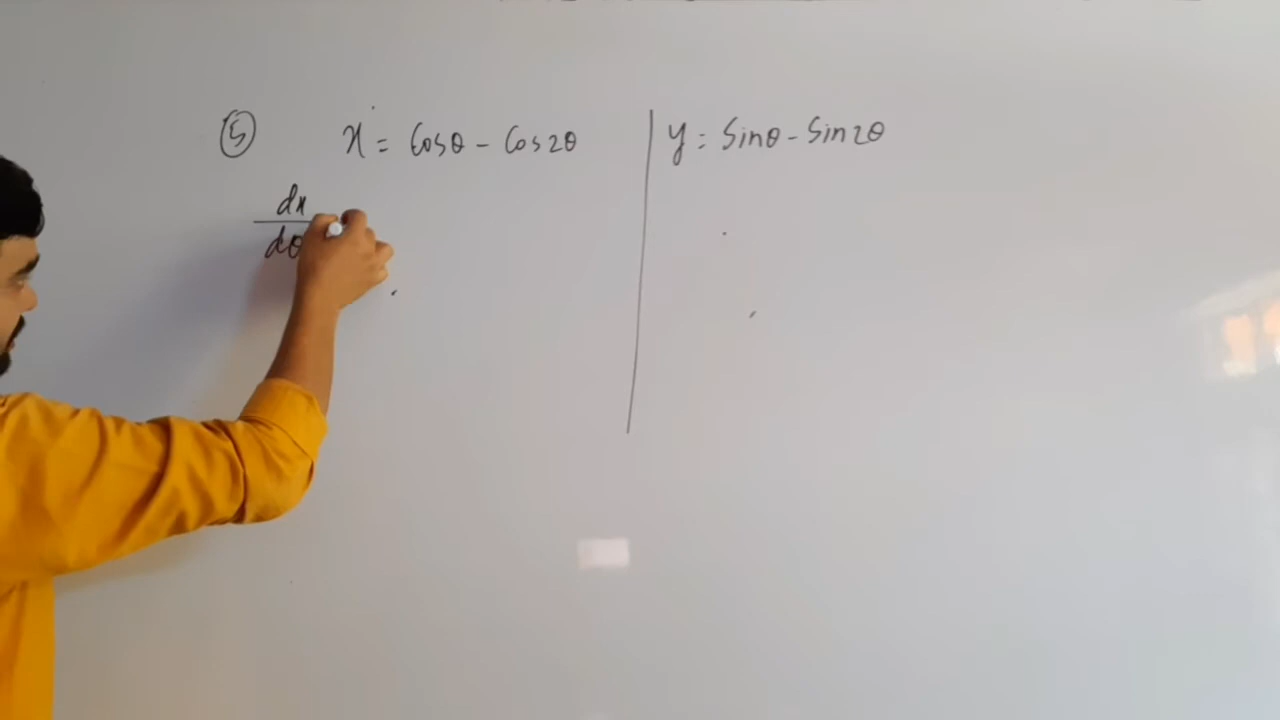 ⑤ x = Cosθ - Cos2θ | y = Sinθ - Sin2θ
dx
dθ